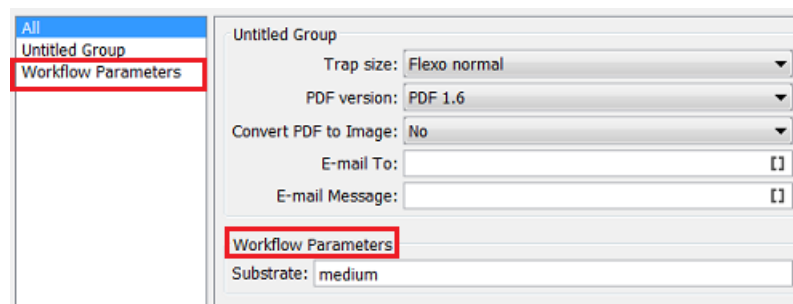 All
Untitled Group
Workflow Parameters
Untitled Group
Trap size: Flexo normal
PDF version: PDF 1.6
Convert PDF to Image: No
E-mail To: []
E-mail Message: []
Workflow Parameters
Substrate: medium